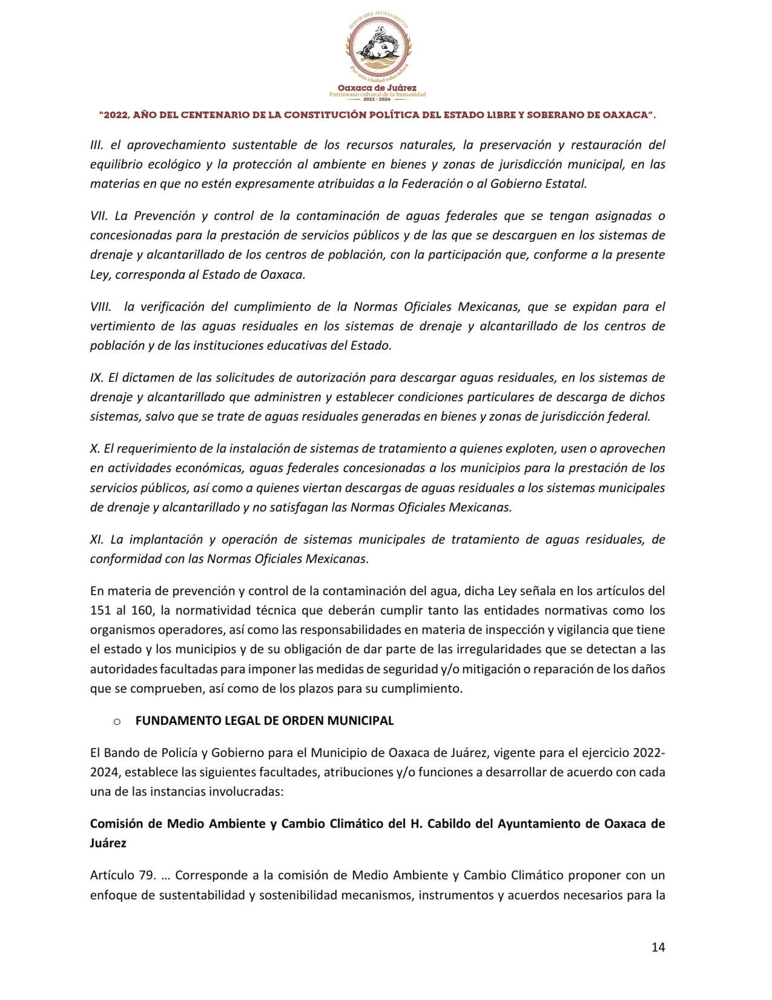 HONORABLE AYUNTAMIENTO
Por una ciudad educadora
Oaxaca de Juárez
Patrimonio cultural de la humanidad
2022 - 2024
“2022, AÑO DEL CENTENARIO DE LA CONSTITUCIÓN POLÍTICA DEL ESTADO LIBRE Y SOBERANO DE OAXACA”.
III. el aprovechamiento sustentable de los recursos naturales, la preservación y restauración del
equilibrio ecológico y la protección al ambiente en bienes y zonas de jurisdicción municipal, en las
materias en que no estén expresamente atribuidas a la Federación o al Gobierno Estatal.
VII. La Prevención y control de la contaminación de aguas federales que se tengan asignadas o
concesionadas para la prestación de servicios públicos y de las que se descarguen en los sistemas de
drenaje y alcantarillado de los centros de población, con la participación que, conforme a la presente
Ley, corresponda al Estado de Oaxaca.
VIII. la verificación del cumplimiento de la Normas Oficiales Mexicanas, que se expidan para el
vertimiento de las aguas residuales en los sistemas de drenaje y alcantarillado de los centros de
población y de las instituciones educativas del Estado.
IX. El dictamen de las solicitudes de autorización para descargar aguas residuales, en los sistemas de
drenaje y alcantarillado que administren y establecer condiciones particulares de descarga de dichos
sistemas, salvo que se trate de aguas residuales generadas en bienes y zonas de jurisdicción federal.
X. El requerimiento de la instalación de sistemas de tratamiento a quienes exploten, usen o aprovechen
en actividades económicas, aguas federales concesionadas a los municipios para la prestación de los
servicios públicos, así como a quienes viertan descargas de aguas residuales a los sistemas municipales
de drenaje y alcantarillado y no satisfagan las Normas Oficiales Mexicanas.
XI. La implantación y operación de sistemas municipales de tratamiento de aguas residuales, de
conformidad con las Normas Oficiales Mexicanas.
En materia de prevención y control de la contaminación del agua, dicha Ley señala en los artículos del
151 al 160, la normatividad técnica que deberán cumplir tanto las entidades normativas como los
organismos operadores, así como las responsabilidades en materia de inspección y vigilancia que tiene
el estado y los municipios y de su obligación de dar parte de las irregularidades que se detectan a las
autoridades facultadas para imponer las medidas de seguridad y/o mitigación o reparación de los daños
que se comprueben, así como de los plazos para su cumplimiento.
o FUNDAMENTO LEGAL DE ORDEN MUNICIPAL
El Bando de Policía y Gobierno para el Municipio de Oaxaca de Juárez, vigente para el ejercicio 2022-
2024, establece las siguientes facultades, atribuciones y/o funciones a desarrollar de acuerdo con cada
una de las instancias involucradas:
Comisión de Medio Ambiente y Cambio Climático del H. Cabildo del Ayuntamiento de Oaxaca de
Juárez
Artículo 79. … Corresponde a la comisión de Medio Ambiente y Cambio Climático proponer con un
enfoque de sustentabilidad y sostenibilidad mecanismos, instrumentos y acuerdos necesarios para la
14